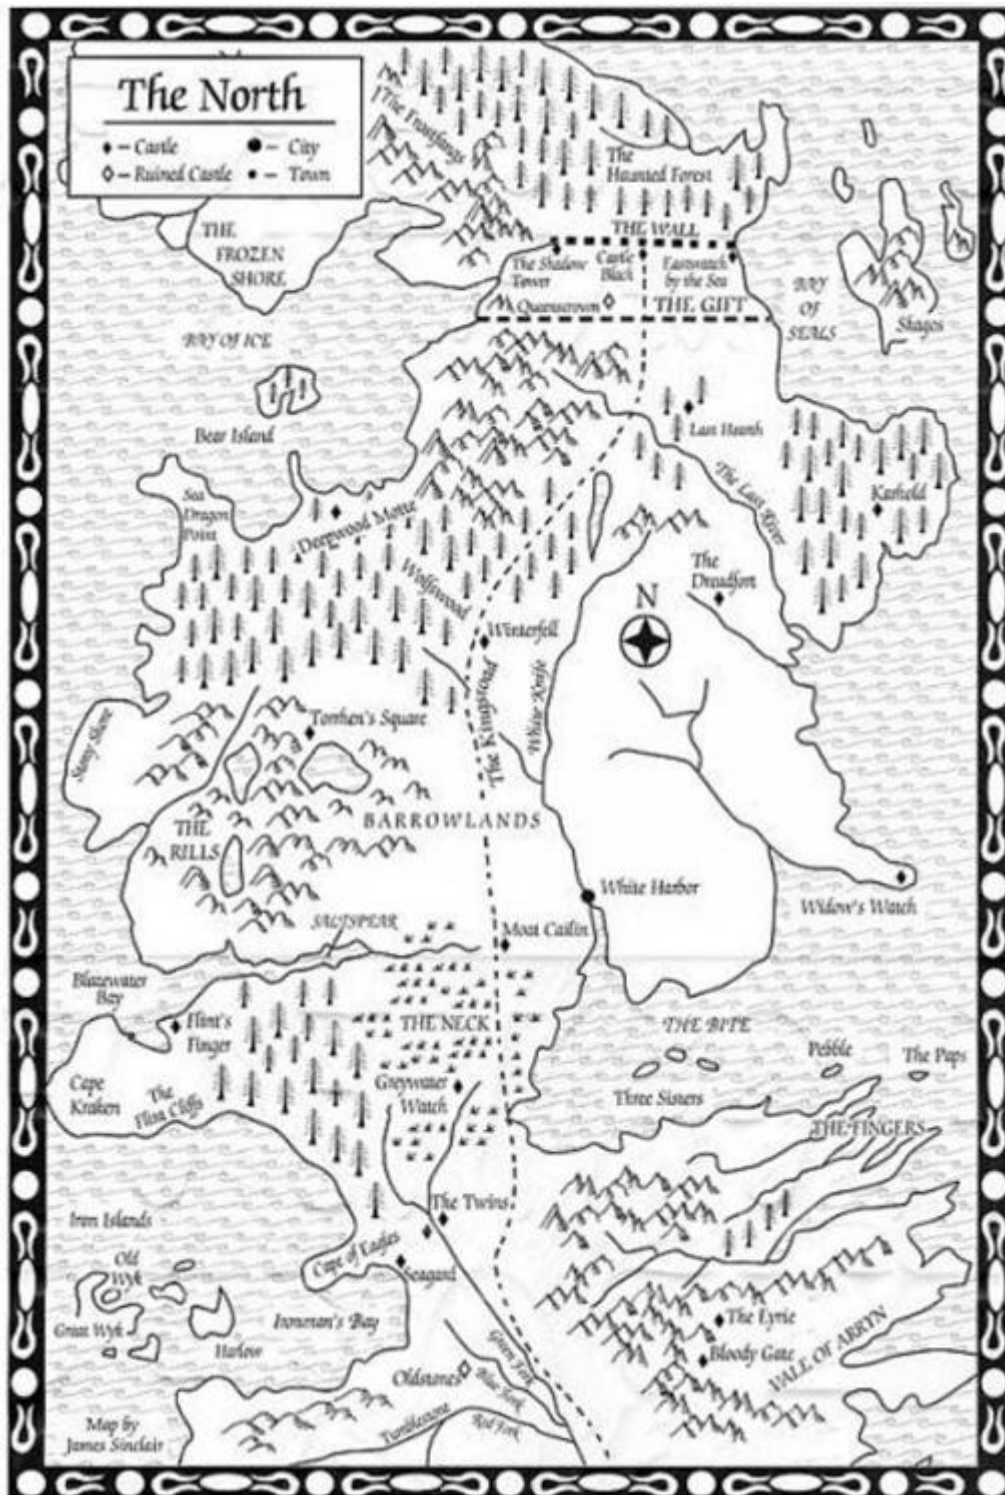 The North
♦ – Castle
● – City
◊ – Ruined Castle
• – Town
The Frostfangs
The
Haunted Forest
THE
FROZEN
SHORE
THE WALL
The Shadow
Tower
Castle
Black
Eastwatch
by the Sea
Queenscrown
THE GIFT
BAY
OF
SEALS
Skagos
BAY OF ICE
Bear Island
Last Hearth
Sea
Dragon
Point
Deepwood Motte
The Last River
Karhold
Wolfswood
The
Dreadfort
N
Winterfell
The Kingsroad
White Knife
Stony Shore
Torrhen's Square
THE
RILLS
BARROWLANDS
White Harbor
Widow's Watch
SALTSPEAR
Moat Cailin
Blazewater
Bay
Flint's
Finger
THE NECK
THE BITE
Pebble
The Paps
Cape
Kraken
The
Flint Cliffs
Greywater
Watch
Three Sisters
THE FINGERS
The Twins
Iron Islands
Cape of Eagles
Seagard
Old
Wyk
Great Wyk
Harlow
Ironman's Bay
The Eyrie
Bloody Gate
VALE OF ARRYN
Oldstones
Green Fork
Blue Fork
Red Fork
Tumblestone
Map by
James Sinclair